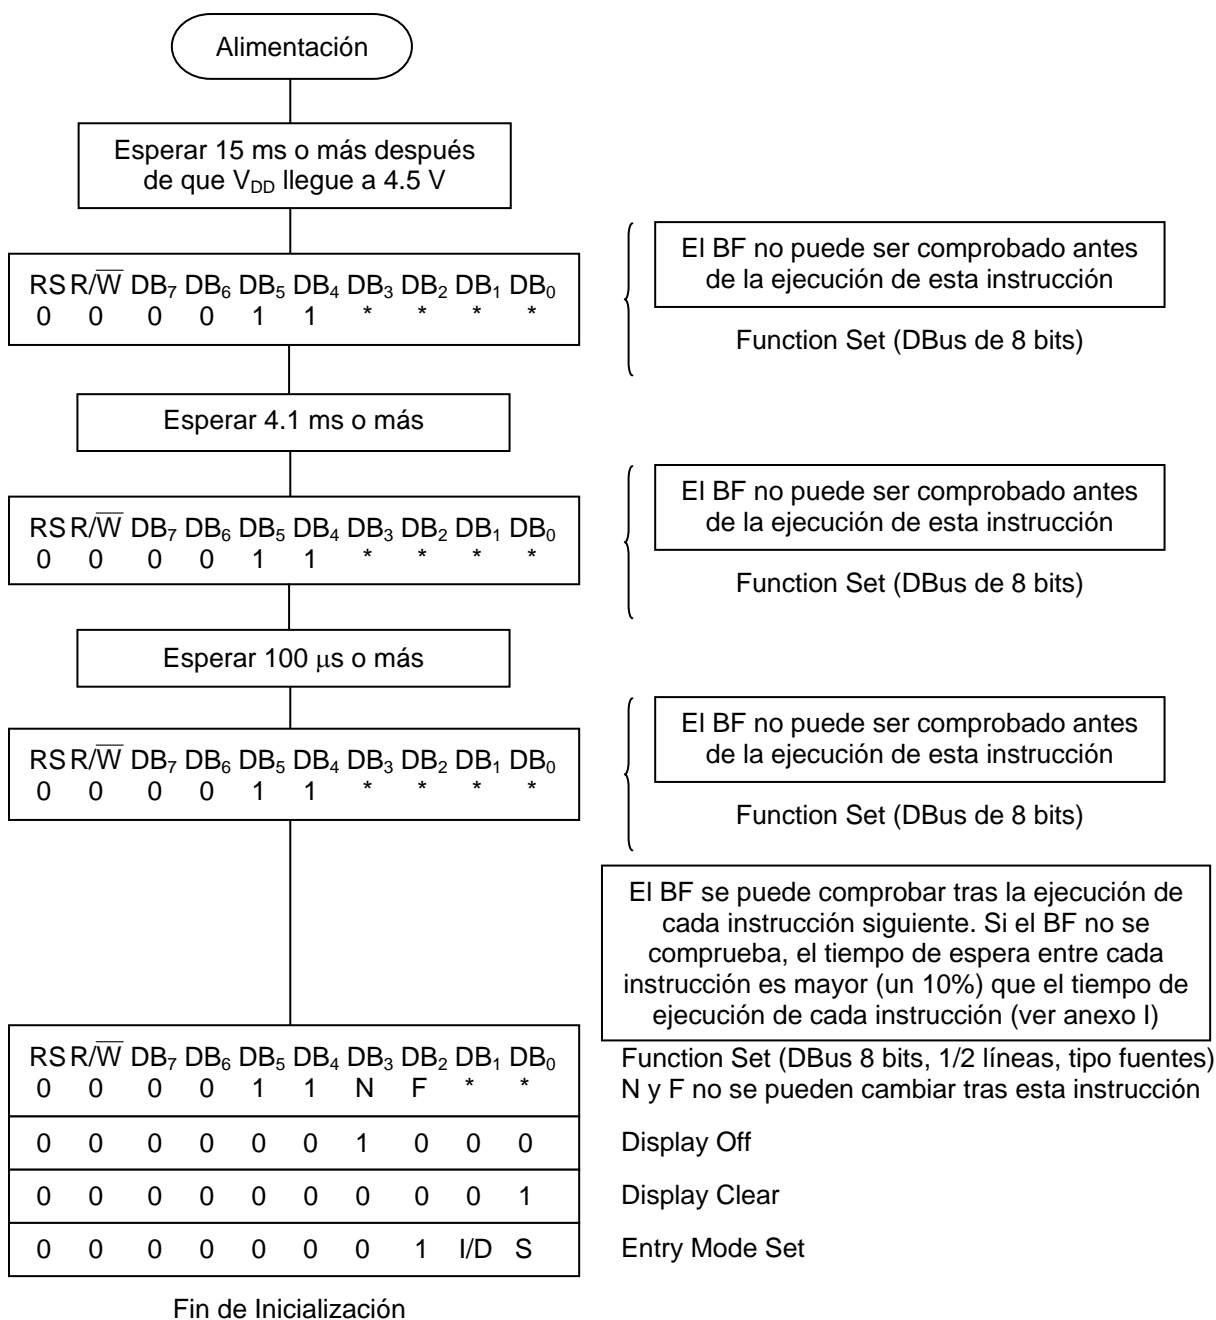 Alimentación
Esperar 15 ms o más después
de que V_DD llegue a 4.5 V
RS R/W̅ DB₇ DB₆ DB₅ DB₄ DB₃ DB₂ DB₁ DB₀
0 0 0 0 1 1 * * * *
El BF no puede ser comprobado antes
de la ejecución de esta instrucción
Function Set (DBus de 8 bits)
Esperar 4.1 ms o más
RS R/W̅ DB₇ DB₆ DB₅ DB₄ DB₃ DB₂ DB₁ DB₀
0 0 0 0 1 1 * * * *
El BF no puede ser comprobado antes
de la ejecución de esta instrucción
Function Set (DBus de 8 bits)
Esperar 100 μs o más
RS R/W̅ DB₇ DB₆ DB₅ DB₄ DB₃ DB₂ DB₁ DB₀
0 0 0 0 1 1 * * * *
El BF no puede ser comprobado antes
de la ejecución de esta instrucción
Function Set (DBus de 8 bits)
El BF se puede comprobar tras la ejecución de
cada instrucción siguiente. Si el BF no se
comprueba, el tiempo de espera entre cada
instrucción es mayor (un 10%) que el tiempo de
ejecución de cada instrucción (ver anexo I)
RS R/W̅ DB₇ DB₆ DB₅ DB₄ DB₃ DB₂ DB₁ DB₀
0 0 0 0 1 1 N F * *
Function Set (DBus 8 bits, 1/2 líneas, tipo fuentes)
N y F no se pueden cambiar tras esta instrucción
0 0 0 0 0 0 1 0 0 0
Display Off
0 0 0 0 0 0 0 0 0 1
Display Clear
0 0 0 0 0 0 0 1 I/D S
Entry Mode Set
Fin de Inicialización